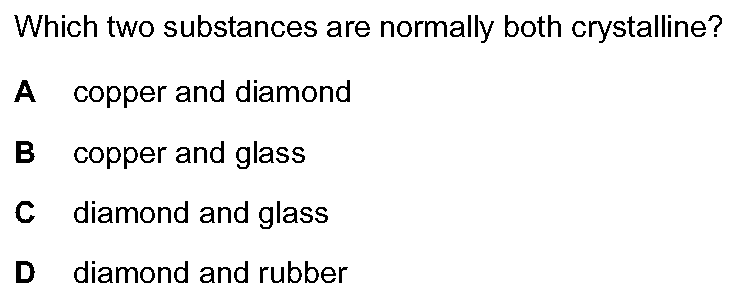 Which two substances are normally both crystalline?
A copper and diamond
B copper and glass
C diamond and glass
D diamond and rubber